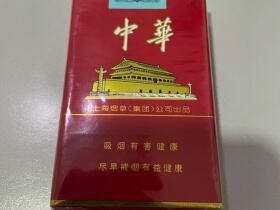 中華
上海烟草(集团)公司出品
吸烟有害健康
尽早戒烟有益健康